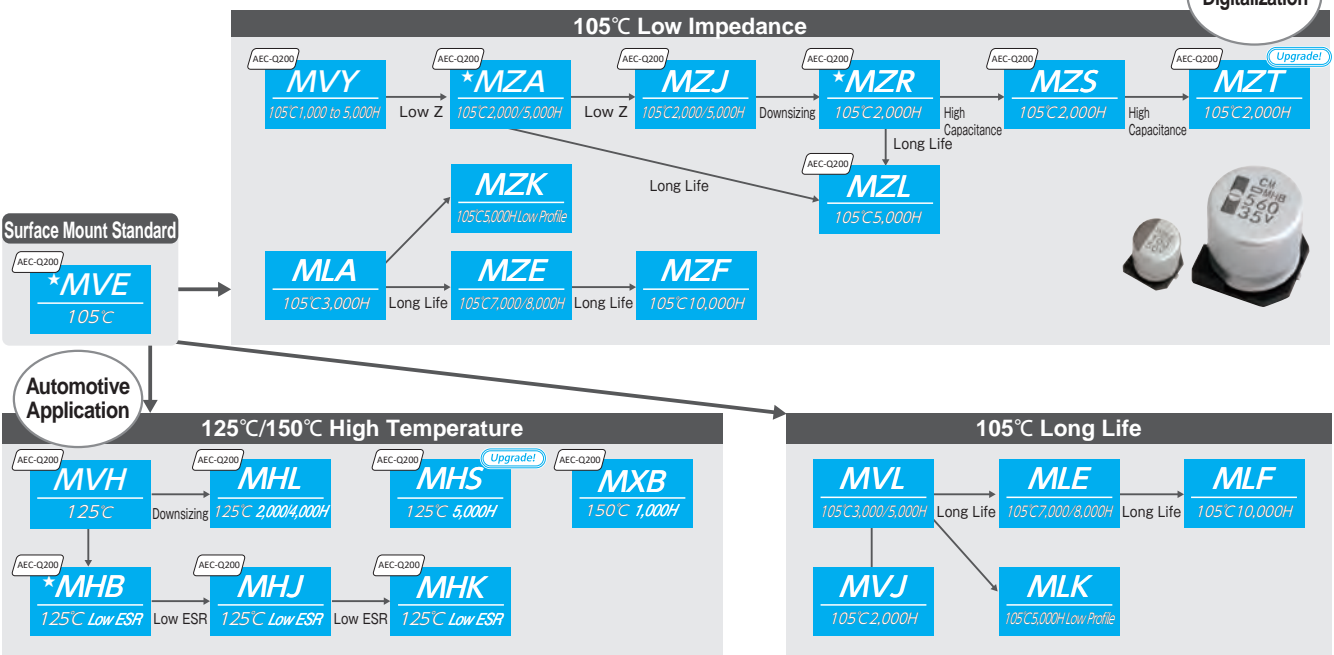 Digitalization
105℃ Low Impedance
AEC-Q200
MVY
105℃1,000 to 5,000H
Low Z
AEC-Q200
★MZA
105℃2,000/5,000H
Low Z
AEC-Q200
MZJ
105℃2,000/5,000H
Downsizing
AEC-Q200
★MZR
105℃2,000H
High
Capacitance
AEC-Q200
MZS
105℃2,000H
High
Capacitance
AEC-Q200
Upgrade!
MZT
105℃2,000H
Long Life
Long Life
AEC-Q200
MZL
105℃5,000H
MZK
105℃5,000H Low Profile
MLA
105℃3,000H
Long Life
MZE
105℃7,000/8,000H
Long Life
MZF
105℃10,000H
CM
MHB
560
35V
Surface Mount Standard
AEC-Q200
★MVE
105℃
Automotive
Application
125℃/150℃ High Temperature
AEC-Q200
MVH
125℃
Downsizing
AEC-Q200
MHL
125℃ 2,000/4,000H
AEC-Q200
Upgrade!
MHS
125℃ 5,000H
AEC-Q200
MXB
150℃ 1,000H
AEC-Q200
★MHB
125℃ Low ESR
Low ESR
AEC-Q200
MHJ
125℃ Low ESR
Low ESR
AEC-Q200
MHK
125℃ Low ESR
105℃ Long Life
MVL
105℃3,000/5,000H
Long Life
MLE
105℃7,000/8,000H
Long Life
MLF
105℃10,000H
MVJ
105℃2,000H
MLK
105℃5,000H Low Profile